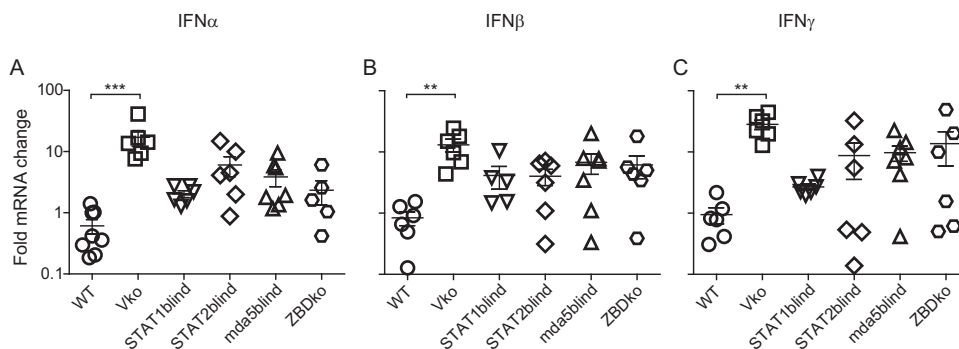 IFNα
IFNβ
IFNγ
A
B
C
***
**
**
Fold mRNA change
100
10
1
0.1
WT
Vko
STAT1blind
STAT2blind
mda5blind
ZBDko
WT
Vko
STAT1blind
STAT2blind
mda5blind
ZBDko
WT
Vko
STAT1blind
STAT2blind
mda5blind
ZBDko